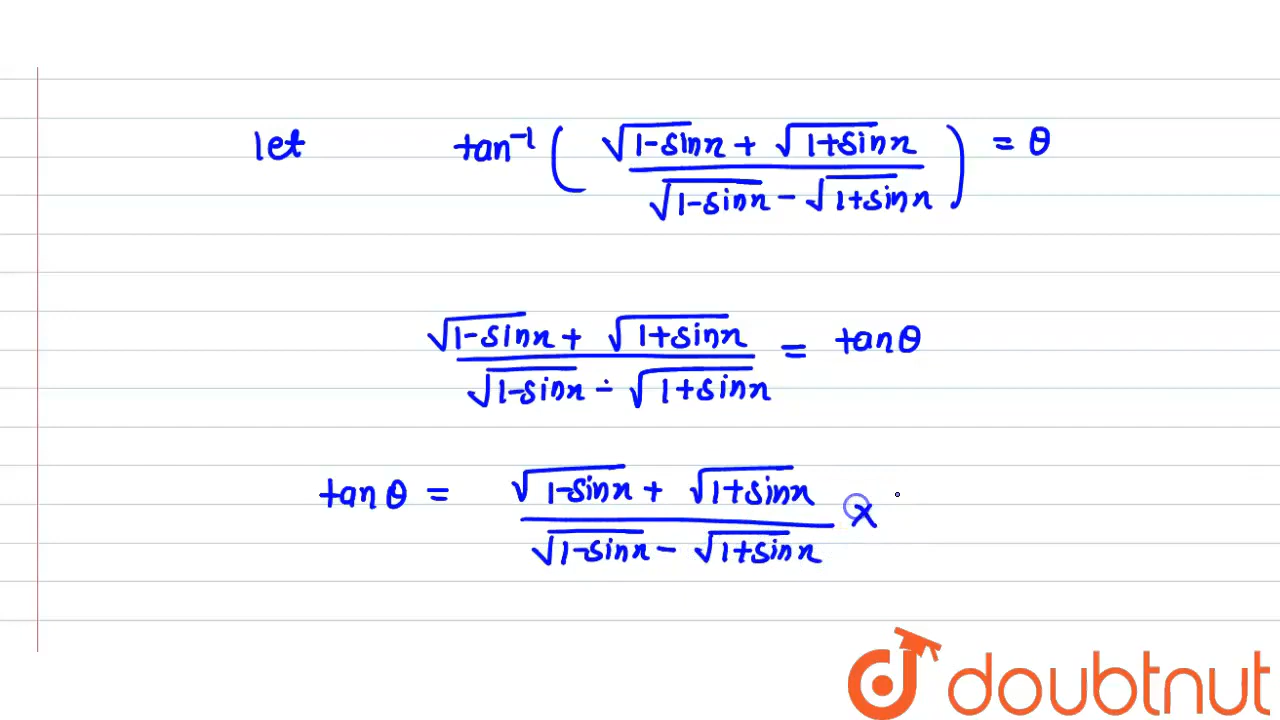 let tan⁻¹ ( (√(1-sinx) + √(1+sinx)) / (√(1-sinx) - √(1+sinx)) ) = θ
(√(1-sinx) + √(1+sinx)) / (√(1-sinx) - √(1+sinx)) = tanθ
tanθ = (√(1-sinx) + √(1+sinx)) / (√(1-sinx) - √(1+sinx)) ×
doubtnut